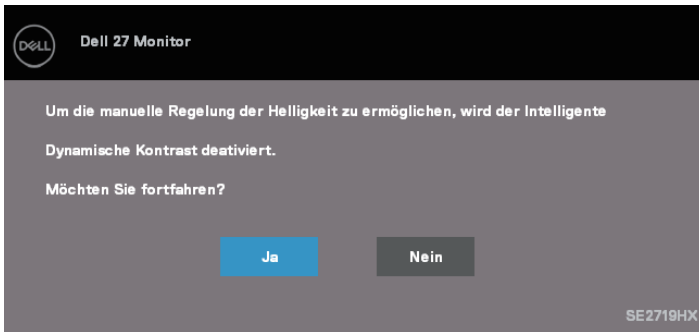 DELL
Dell 27 Monitor
Um die manuelle Regelung der Helligkeit zu ermöglichen, wird der Intelligente
Dynamische Kontrast deativiert.
Möchten Sie fortfahren?
Ja
Nein
SE2719HX